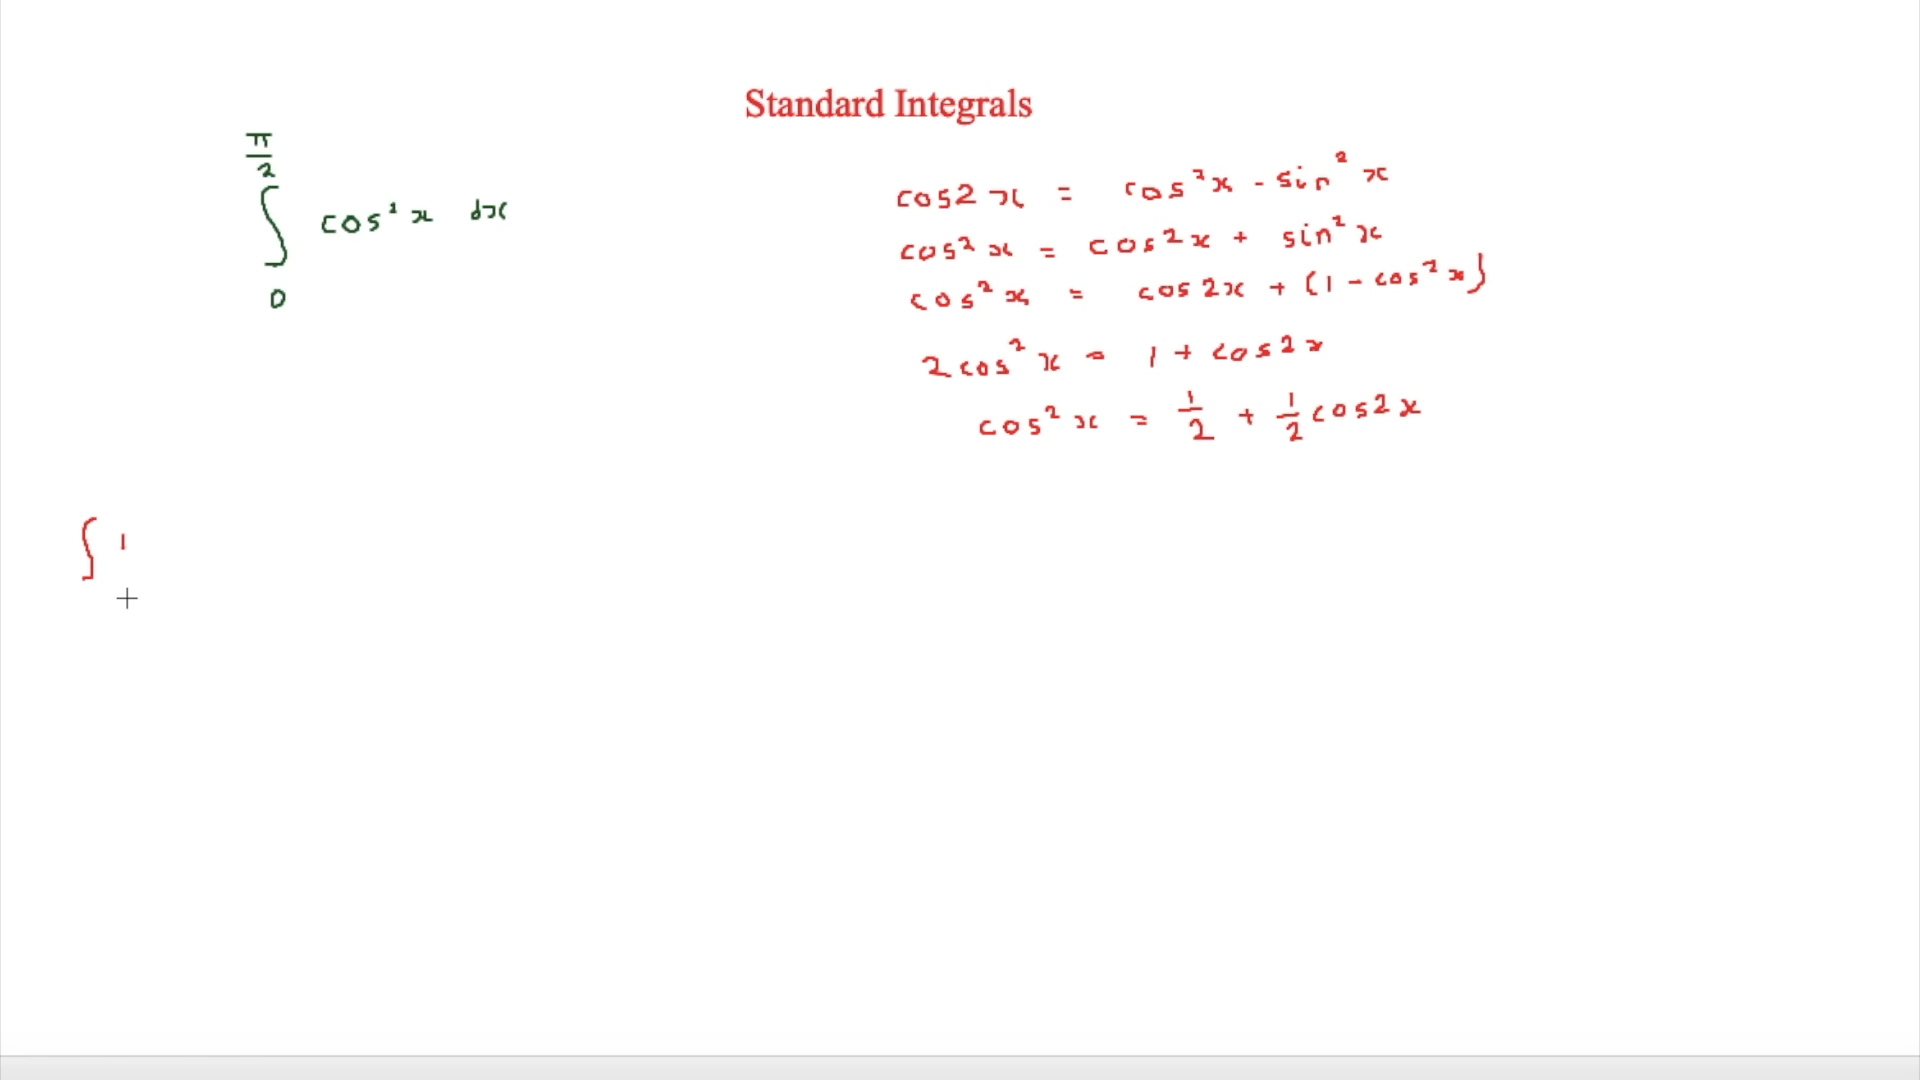 Standard Integrals
π/2
∫ cos²x dx
0
cos2x = cos²x - sin²x
cos²x = cos2x + sin²x
cos²x = cos2x + (1 - cos²x)
2cos²x = 1 + cos2x
cos²x = 1/2 + 1/2 cos2x
∫ 1